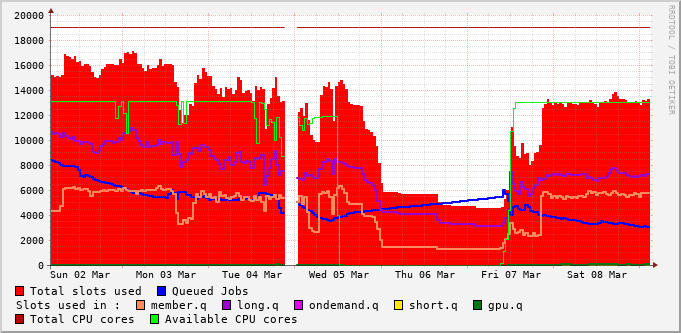 20000
18000
16000
14000
12000
10000
8000
6000
4000
2000
0
Sun 02 Mar Mon 03 Mar Tue 04 Mar Wed 05 Mar Thu 06 Mar Fri 07 Mar Sat 08 Mar
RRDTOOL / TOBI OETIKER
Total slots used Queued Jobs
Slots used in : member.q long.q ondemand.q short.q gpu.q
Total CPU cores Available CPU cores